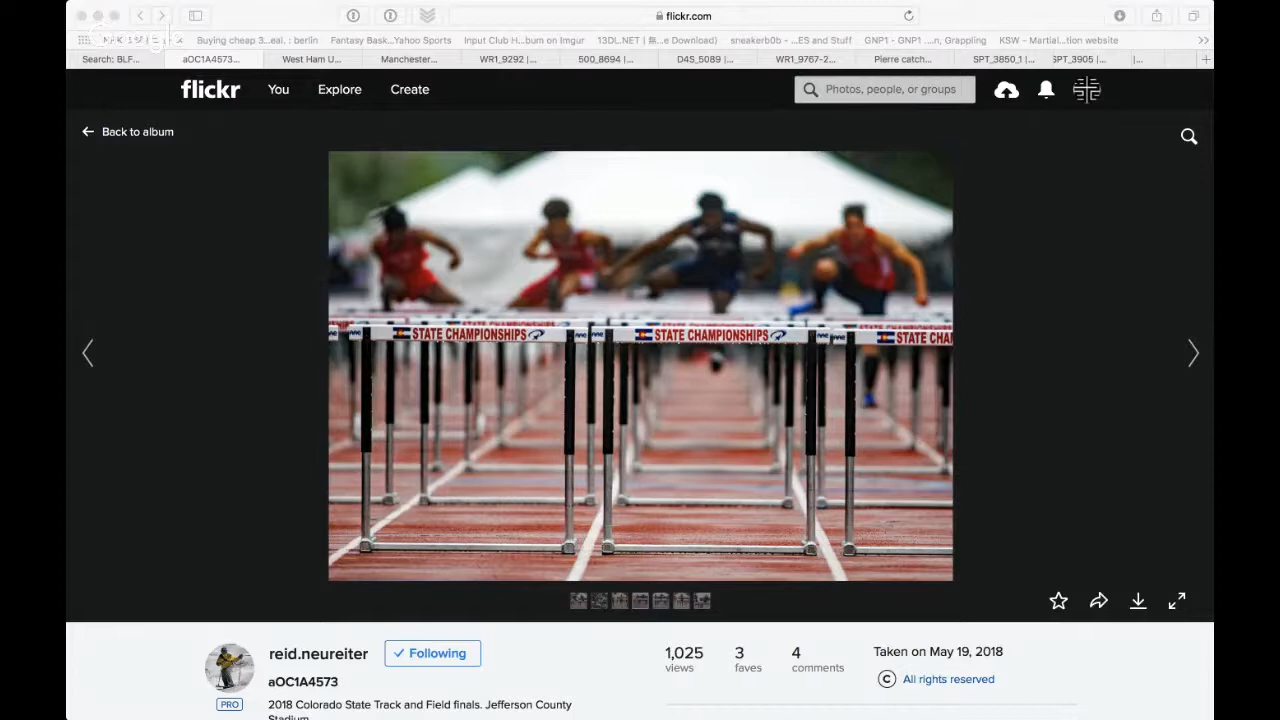 flickr.com
Buying cheap 3...eal. : berlin
Fantasy Bask...Yahoo Sports
Input Club H...bum on Imgur
13DL.NET | 無...e Download)
sneakerb0b - ...ES and Stuff
GNP1 - GNP1 ....n, Grappling
KSW – Martial...tion website
Search: BLF...
aOC1A4573...
West Ham U...
Manchester...
WR1_9292 |...
500_8694 |...
D4S_5089 |...
WR1_9767-2...
Pierre catch...
SPT_3850_1 |...
SPT_3905 |...
|...
flickr
You
Explore
Create
Photos, people, or groups
Back to album
STATE CHAMPIONSHIPS
STATE CHAMPIONSHIPS
STATE CHAM
reid.neureiter
Following
aOC1A4573
PRO
2018 Colorado State Track and Field finals. Jefferson County
Stadium.
1,025
views
3
faves
4
comments
Taken on May 19, 2018
All rights reserved